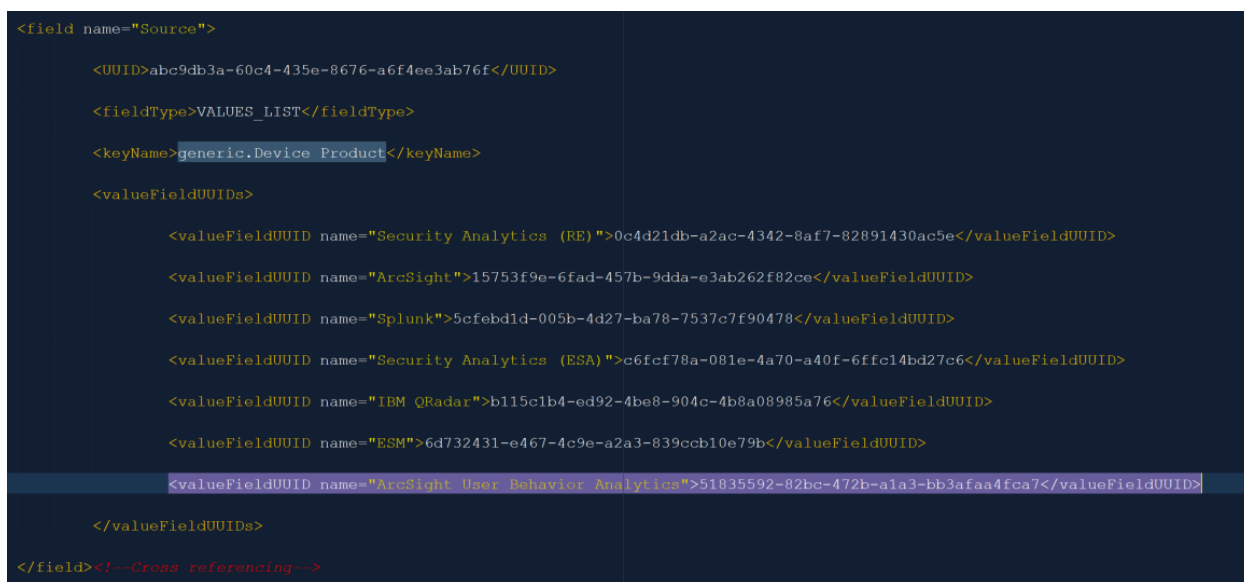 <field name="Source">
<UUID>abc9db3a-60c4-435e-8676-a6f4ee3ab76f</UUID>
<fieldType>VALUES_LIST</fieldType>
<keyName>generic.Device Product</keyName>
<valueFieldUUIDs>
<valueFieldUUID name="Security Analytics (RE)">0c4d21db-a2ac-4342-8af7-82891430ac5e</valueFieldUUID>
<valueFieldUUID name="ArcSight">15753f9e-6fad-457b-9dda-e3ab262f82ce</valueFieldUUID>
<valueFieldUUID name="Splunk">5cfebd1d-005b-4d27-ba78-7537c7f90478</valueFieldUUID>
<valueFieldUUID name="Security Analytics (ESA)">c6fcf78a-081e-4a70-a40f-6ffc14bd27c6</valueFieldUUID>
<valueFieldUUID name="IBM QRadar">b115c1b4-ed92-4be8-904c-4b8a08985a76</valueFieldUUID>
<valueFieldUUID name="ESM">6d732431-e467-4c9e-a2a3-839ccb10e79b</valueFieldUUID>
<valueFieldUUID name="ArcSight User Behavior Analytics">51835592-82bc-472b-a1a3-bb3afaa4fca7</valueFieldUUID>
</valueFieldUUIDs>
</field><!--Cross referencing-->